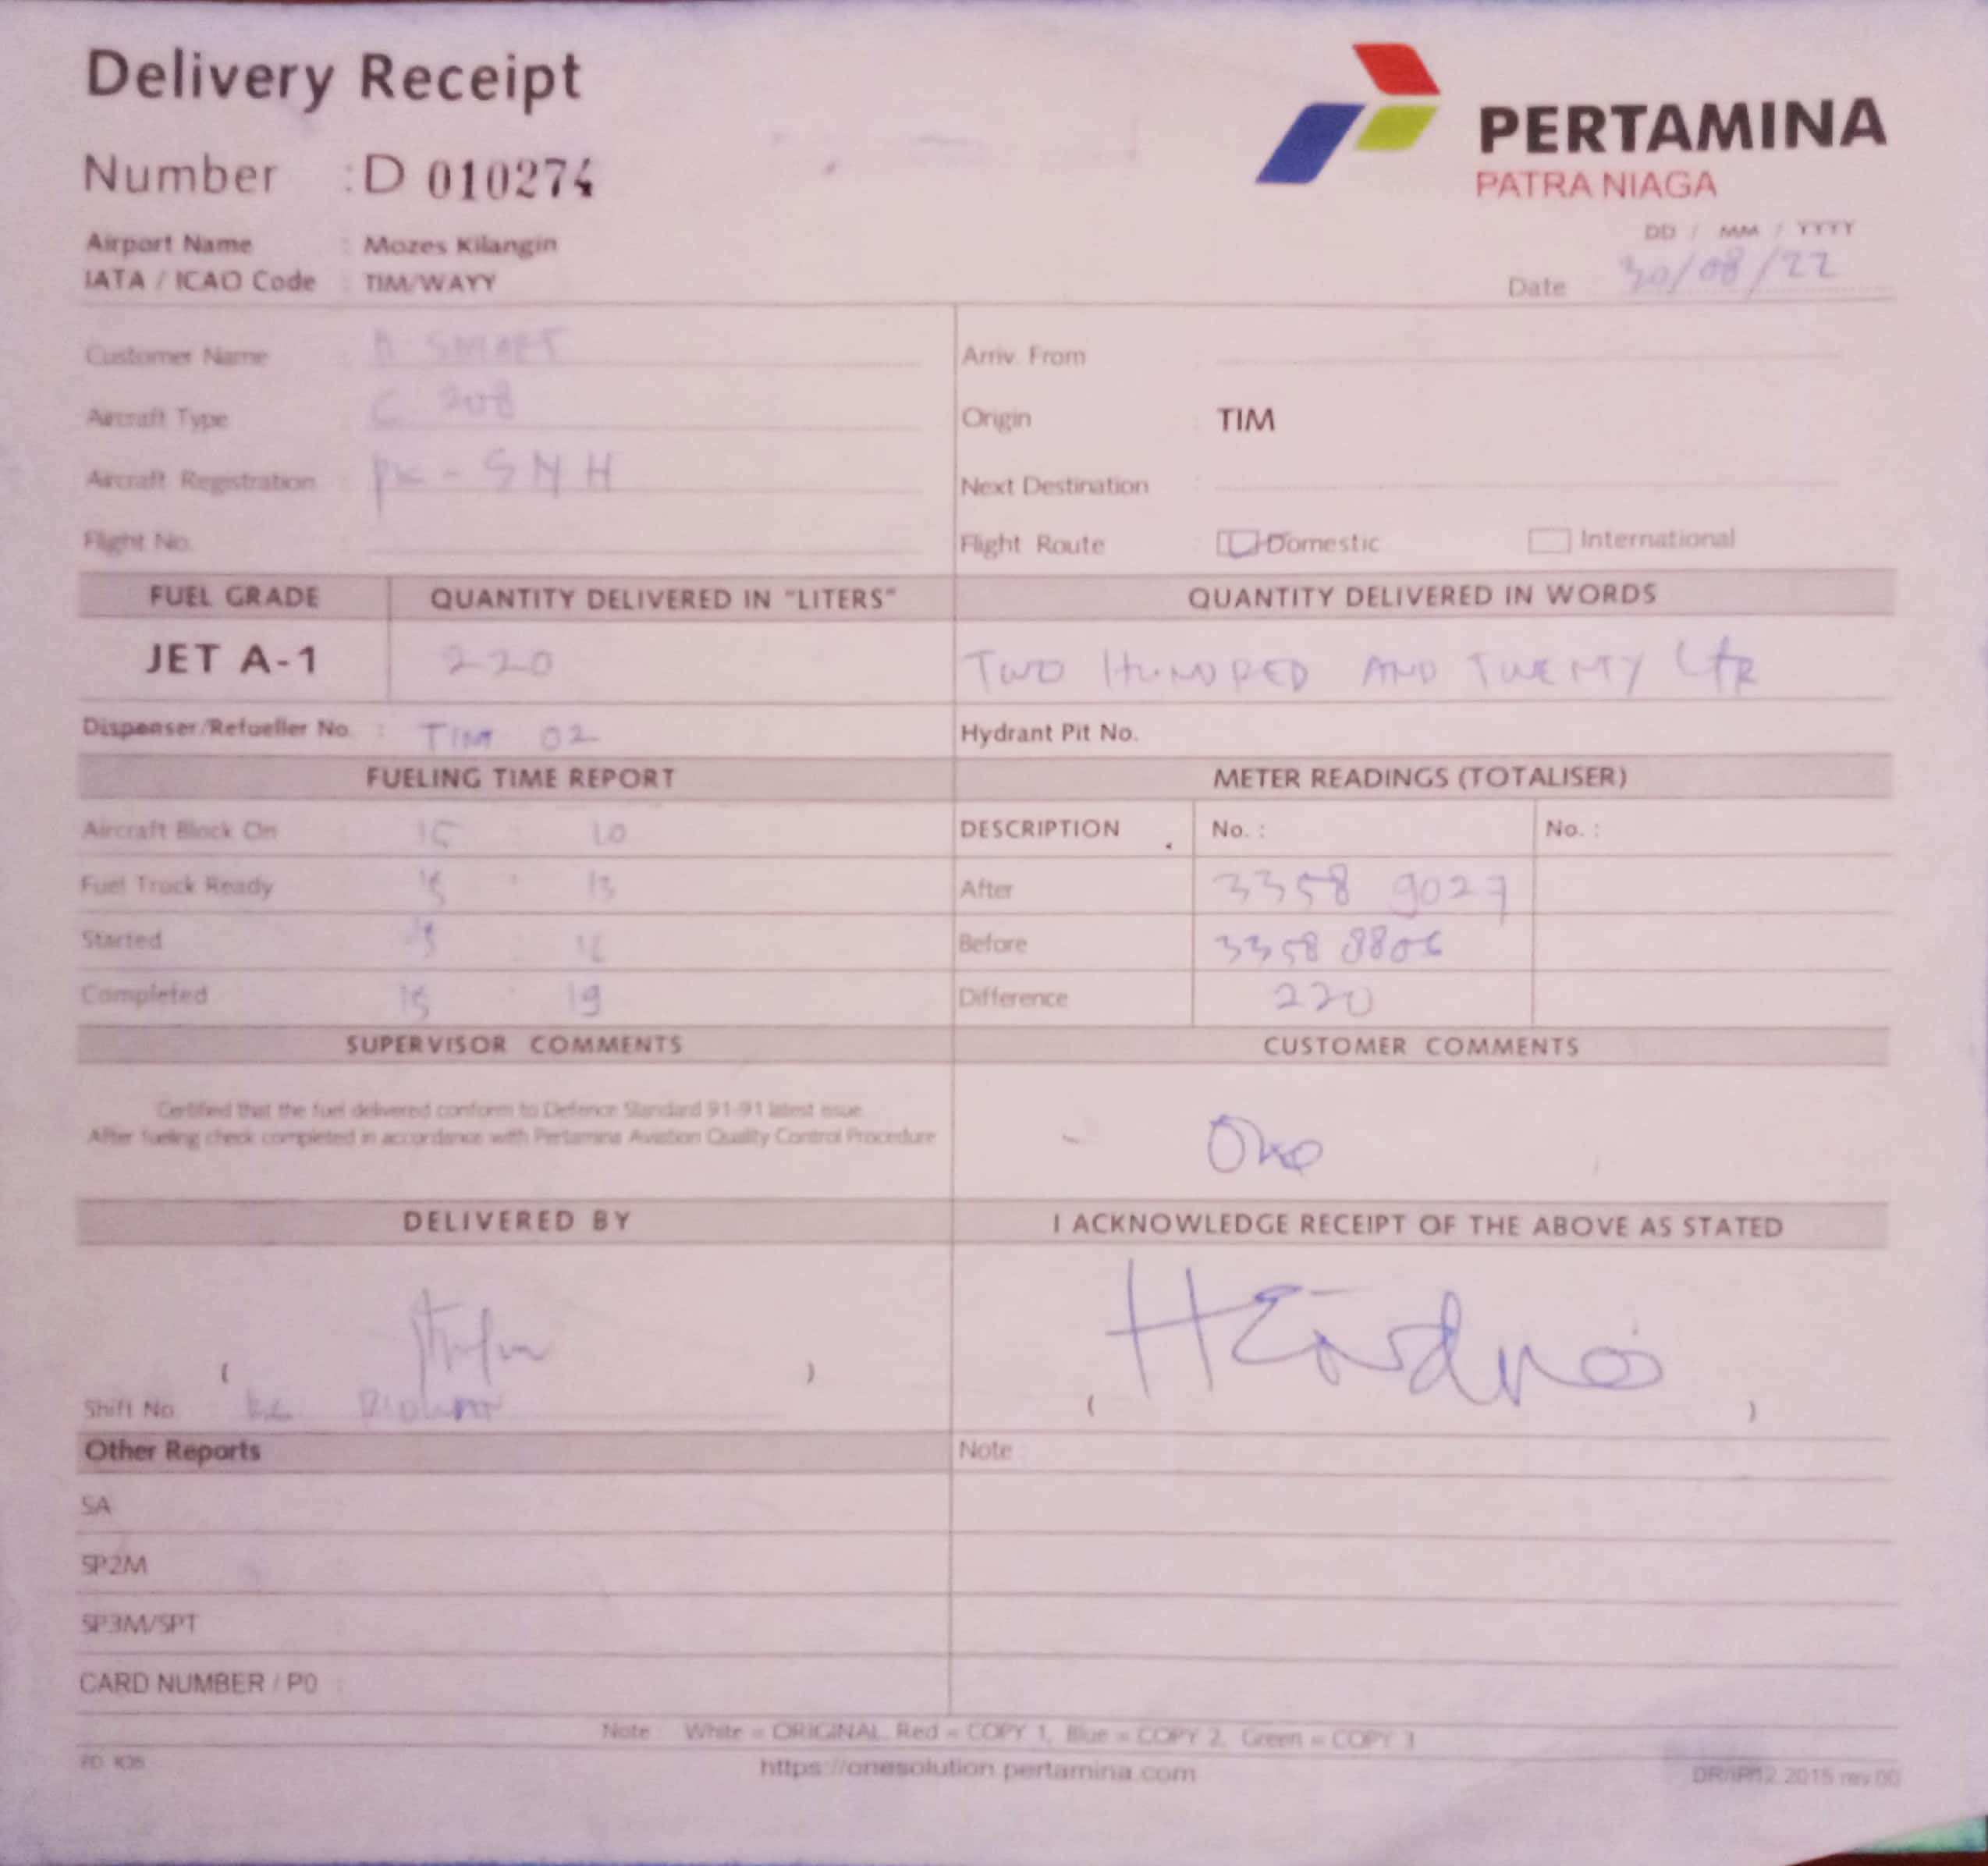 Delivery Receipt
PERTAMINA
PATRA NIAGA
Number : D 010274
Airport Name : Mozes Kilangin
IATA / ICAO Code : TIM/WAYY
DD / MM / YYYY
Date 30/08/22
Customer Name : A SMART
Arriv. From :
Aircraft Type : C 208
Origin : TIM
Aircraft Registration : PK - SNH
Next Destination :
Flight No. :
Flight Route : Domestic International
FUEL GRADE QUANTITY DELIVERED IN "LITERS" QUANTITY DELIVERED IN WORDS
JET A-1 220 TWO HUNDRED AND TWENTY LTR
Dispenser/Refueller No. : TIM 02 Hydrant Pit No.
FUELING TIME REPORT METER READINGS (TOTALISER)
Aircraft Block On : 15 : 10 DESCRIPTION No. : No. :
Fuel Truck Ready : 15 : 13 After 3358 9027
Started : 15 : 16 Before 3358 880
Completed : 15 : 19 Difference 220
SUPERVISOR COMMENTS CUSTOMER COMMENTS
Certified that the fuel delivered conform to Defence Standard 91-91 latest issue
After fueling check completed in accordance with Pertamina Aviation Quality Control Procedure
DELIVERED BY I ACKNOWLEDGE RECEIPT OF THE ABOVE AS STATED
( ) ( )
Shift No
Other Reports Note :
SA
SP2M
SP3M/SPT
CARD NUMBER / P0 :
Note : White = ORIGINAL, Red = COPY 1, Blue = COPY 2, Green = COPY 3
https://onesolution.pertamina.com